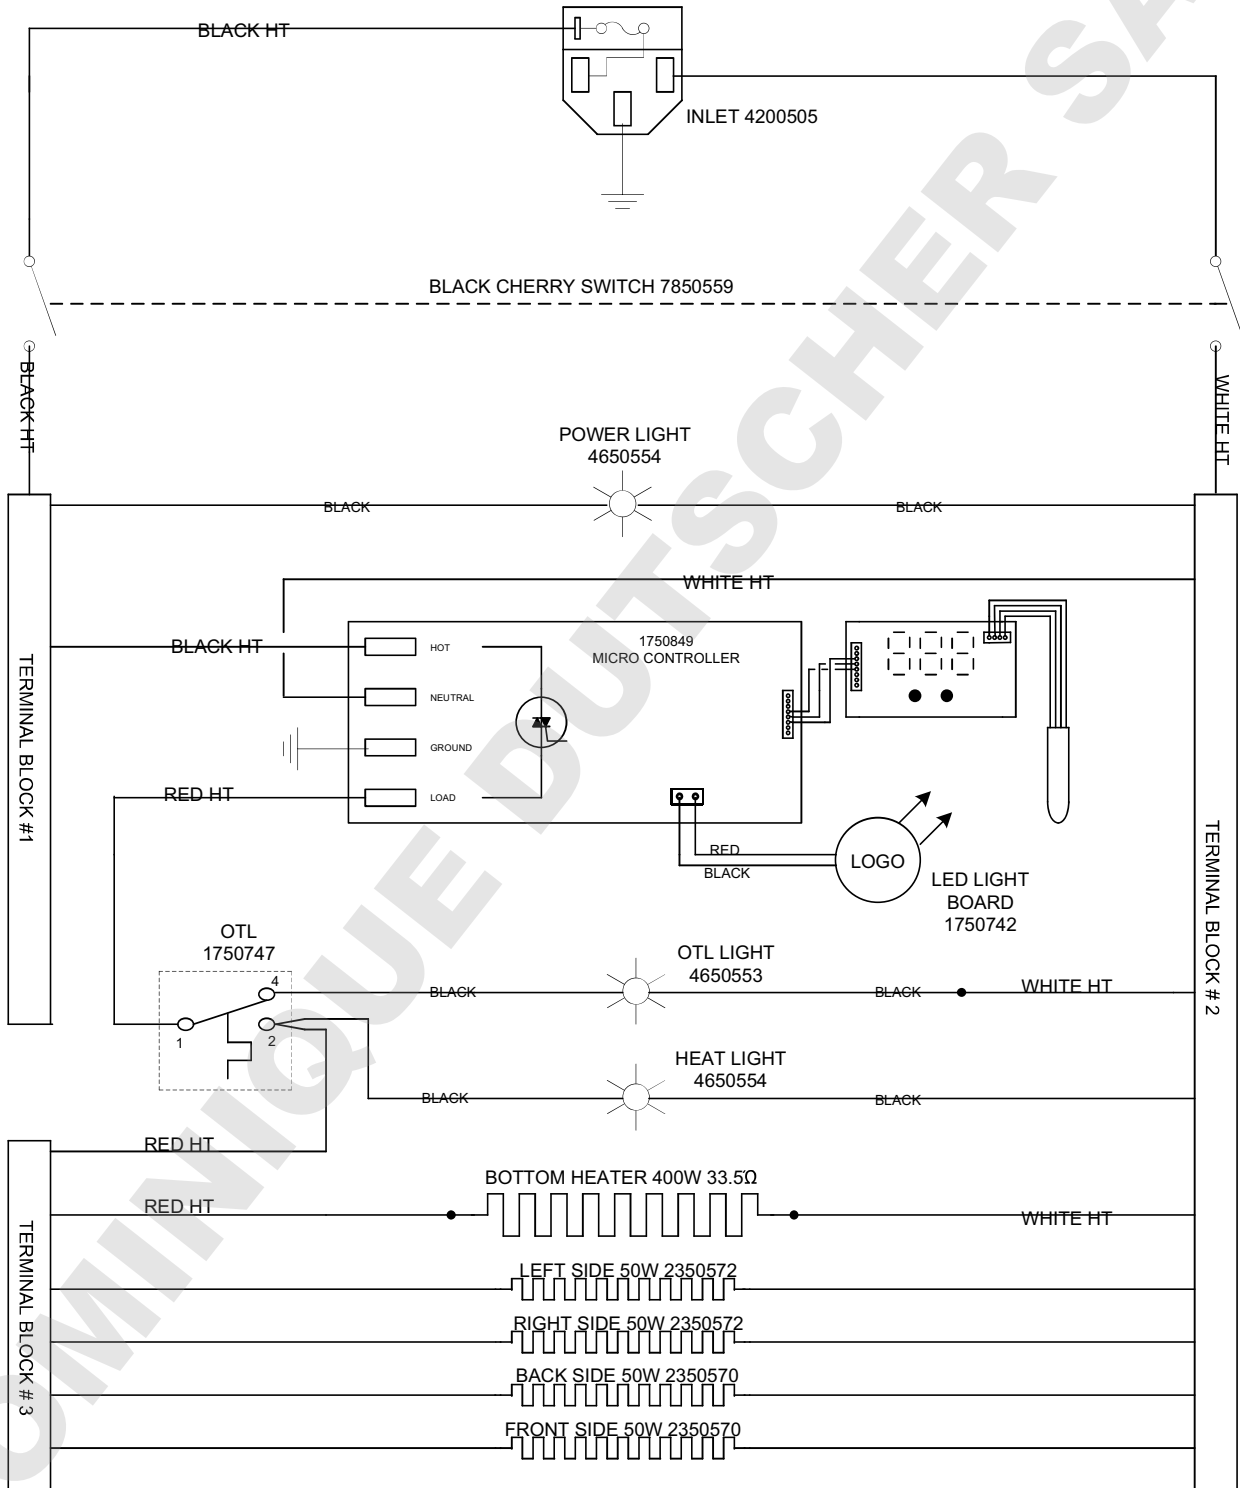 BLACK HT
INLET 4200505
BLACK CHERRY SWITCH 7850559
BLACK HT
WHITE HT
POWER LIGHT
4650554
BLACK
BLACK
WHITE HT
BLACK HT
HOT
1750849
MICRO CONTROLLER
NEUTRAL
GROUND
RED HT
LOAD
TERMINAL BLOCK #1
TERMINAL BLOCK # 2
RED
BLACK
LOGO
LED LIGHT
BOARD
1750742
OTL
1750747
4
1
2
OTL LIGHT
4650553
BLACK
BLACK
WHITE HT
HEAT LIGHT
4650554
BLACK
BLACK
RED HT
BOTTOM HEATER 400W 33.5Ω
RED HT
WHITE HT
TERMINAL BLOCK # 3
LEFT SIDE 50W 2350572
RIGHT SIDE 50W 2350572
BACK SIDE 50W 2350570
FRONT SIDE 50W 2350570
OMINIQUE DUTSCHER SA